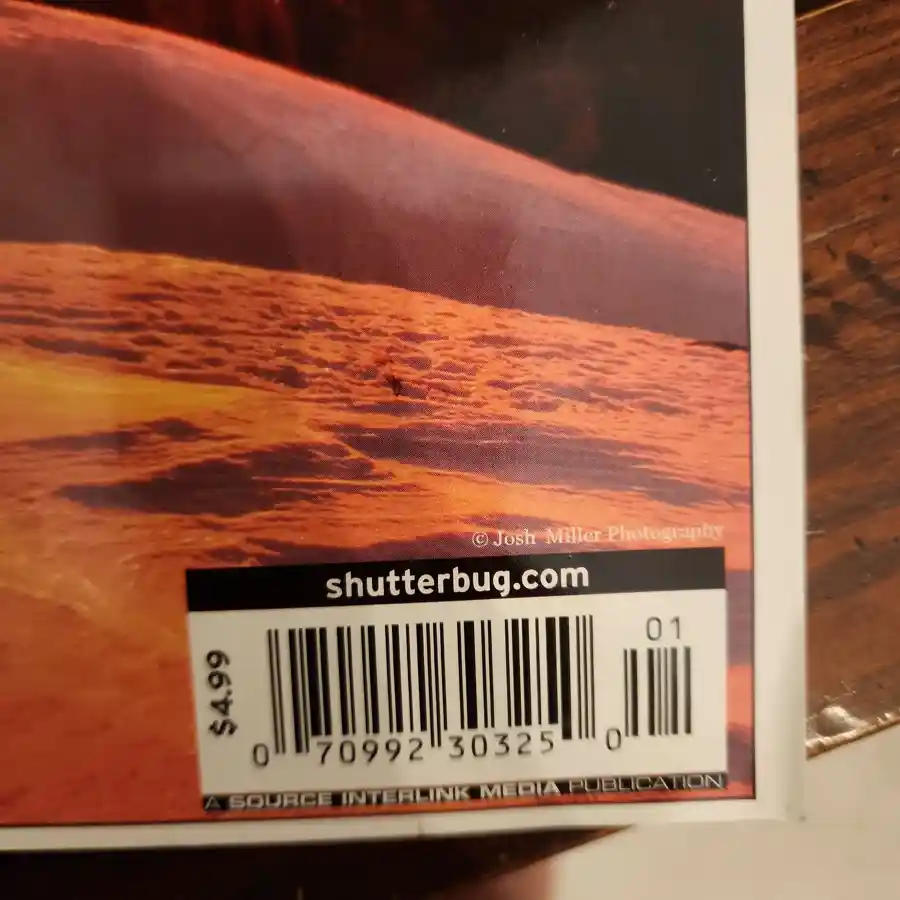 © Josh Miller Photography
shutterbug.com
01
$4.99
0 70992 30325 0
A SOURCE INTERLINK MEDIA PUBLICATION